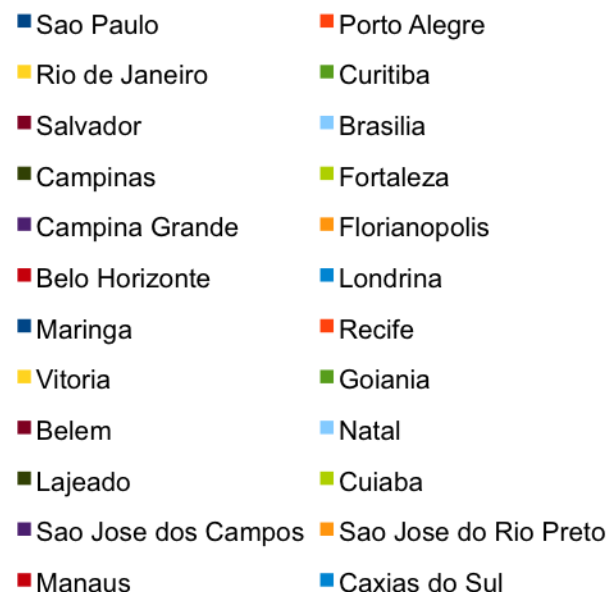 Sao Paulo Porto Alegre
Rio de Janeiro Curitiba
Salvador Brasilia
Campinas Fortaleza
Campina Grande Florianopolis
Belo Horizonte Londrina
Maringa Recife
Vitoria Goiania
Belem Natal
Lajeado Cuiaba
Sao Jose dos Campos Sao Jose do Rio Preto
Manaus Caxias do Sul